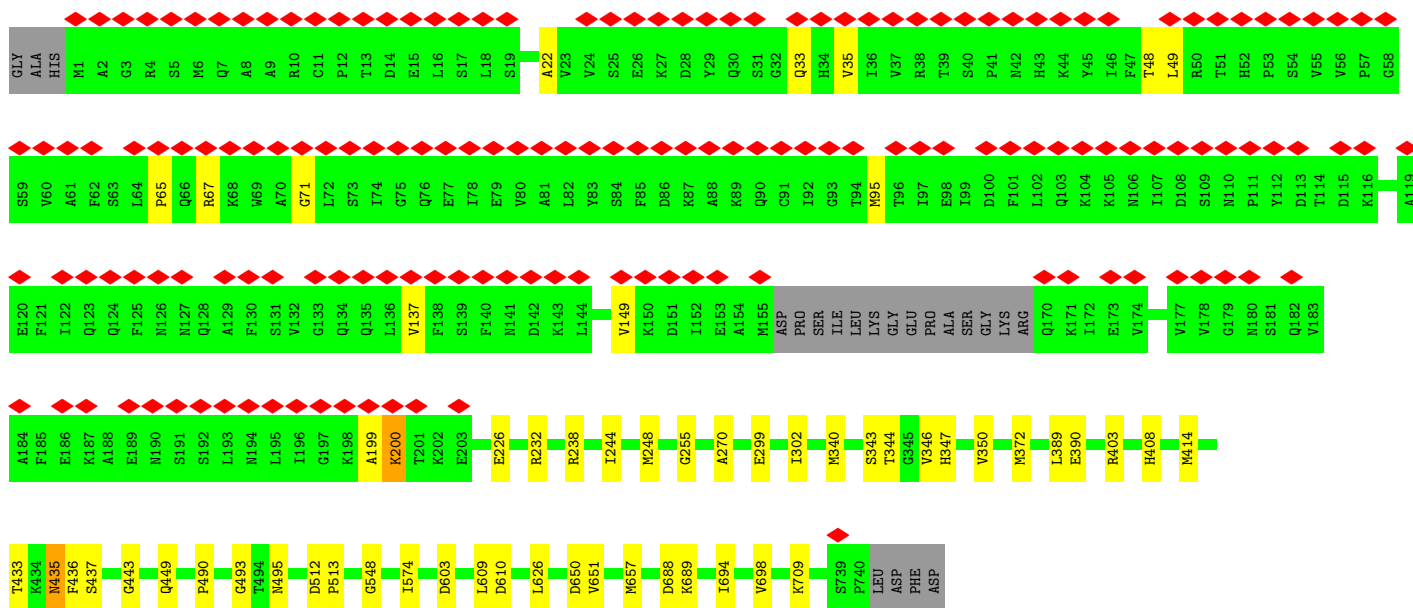 GLY ALA HIS M1 A2 G3 R4 S5 M6 Q7 A8 A9 R10 C11 P12 T13 D14 E15 L16 S17 L18 S19 A22 V23 V24 S25 E26 K27 D28 Y29 Q30 S31 G32 Q33 H34 V35 I36 V37 R38 T39 S40 P41 N42 H43 K44 Y45 I46 F47 T48 L49 R50 T51 H52 P53 S54 V55 V56 P57 G58
S59 V60 A61 F62 S63 L64 P65 Q66 R67 K68 W69 A70 G71 L72 S73 I74 G75 Q76 E77 I78 E79 V80 A81 L82 Y83 S84 F85 D86 K87 A88 K89 Q90 C91 I92 G93 T94 M95 T96 I97 E98 I99 D100 F101 L102 Q103 K104 K105 N106 I107 D108 S109 N110 P111 Y112 D113 T114 D115 K116 A119
E120 F121 I122 Q123 Q124 F125 N126 N127 Q128 A129 F130 S131 V132 G133 Q134 Q135 L136 V137 F138 S139 F140 N141 D142 K143 L144 V149 K150 D151 I152 E153 A154 M155 ASP PRO SER ILE LEU LYS GLY GLU PRO ALA SER GLY LYS ARG Q170 K171 I172 E173 V174 V177 V178 G179 N180 S181 Q182 V183
A184 F185 E186 K187 A188 E189 N190 S191 S192 L193 N194 L195 I196 G197 K198 A199 K200 T201 K202 E203 E226 R232 R238 I244 M248 G255 A270 E299 I302 M340 S343 T344 G345 V346 H347 V350 M372 L389 E390 R403 H408 M414
T433 K434 N435 F436 S437 G443 Q449 P490 G493 T494 N495 D512 P513 G548 I574 D603 L609 D610 L626 D650 V651 M657 D688 K689 I694 V698 K709 S739 P740 LEU ASP PHE ASP